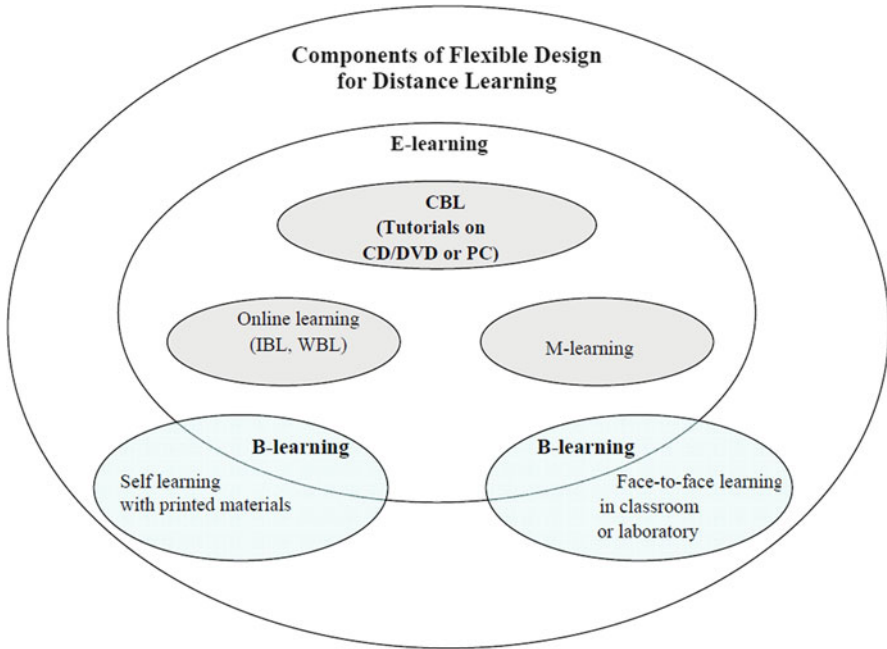 Components of Flexible Design
for Distance Learning
E-learning
CBL
(Tutorials on
CD/DVD or PC)
Online learning
(IBL, WBL)
M-learning
B-learning
Self learning
with printed materials
B-learning
Face-to-face learning
in classroom
or laboratory